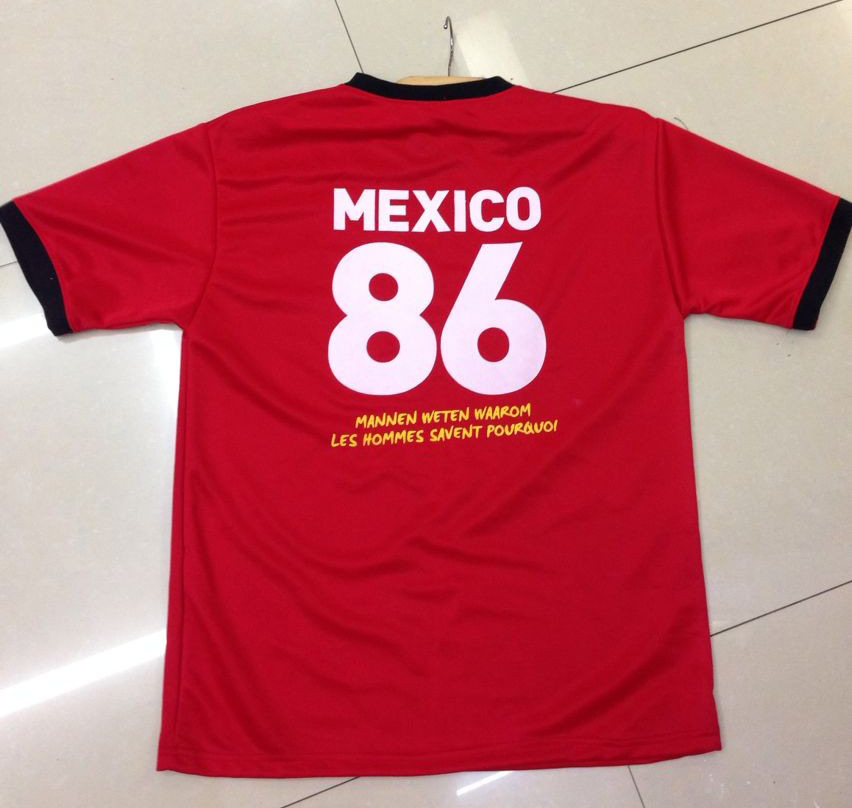 MEXICO
86
MANNEN WETEN WAAROM
LES HOMMES SAVENT POURQUOI